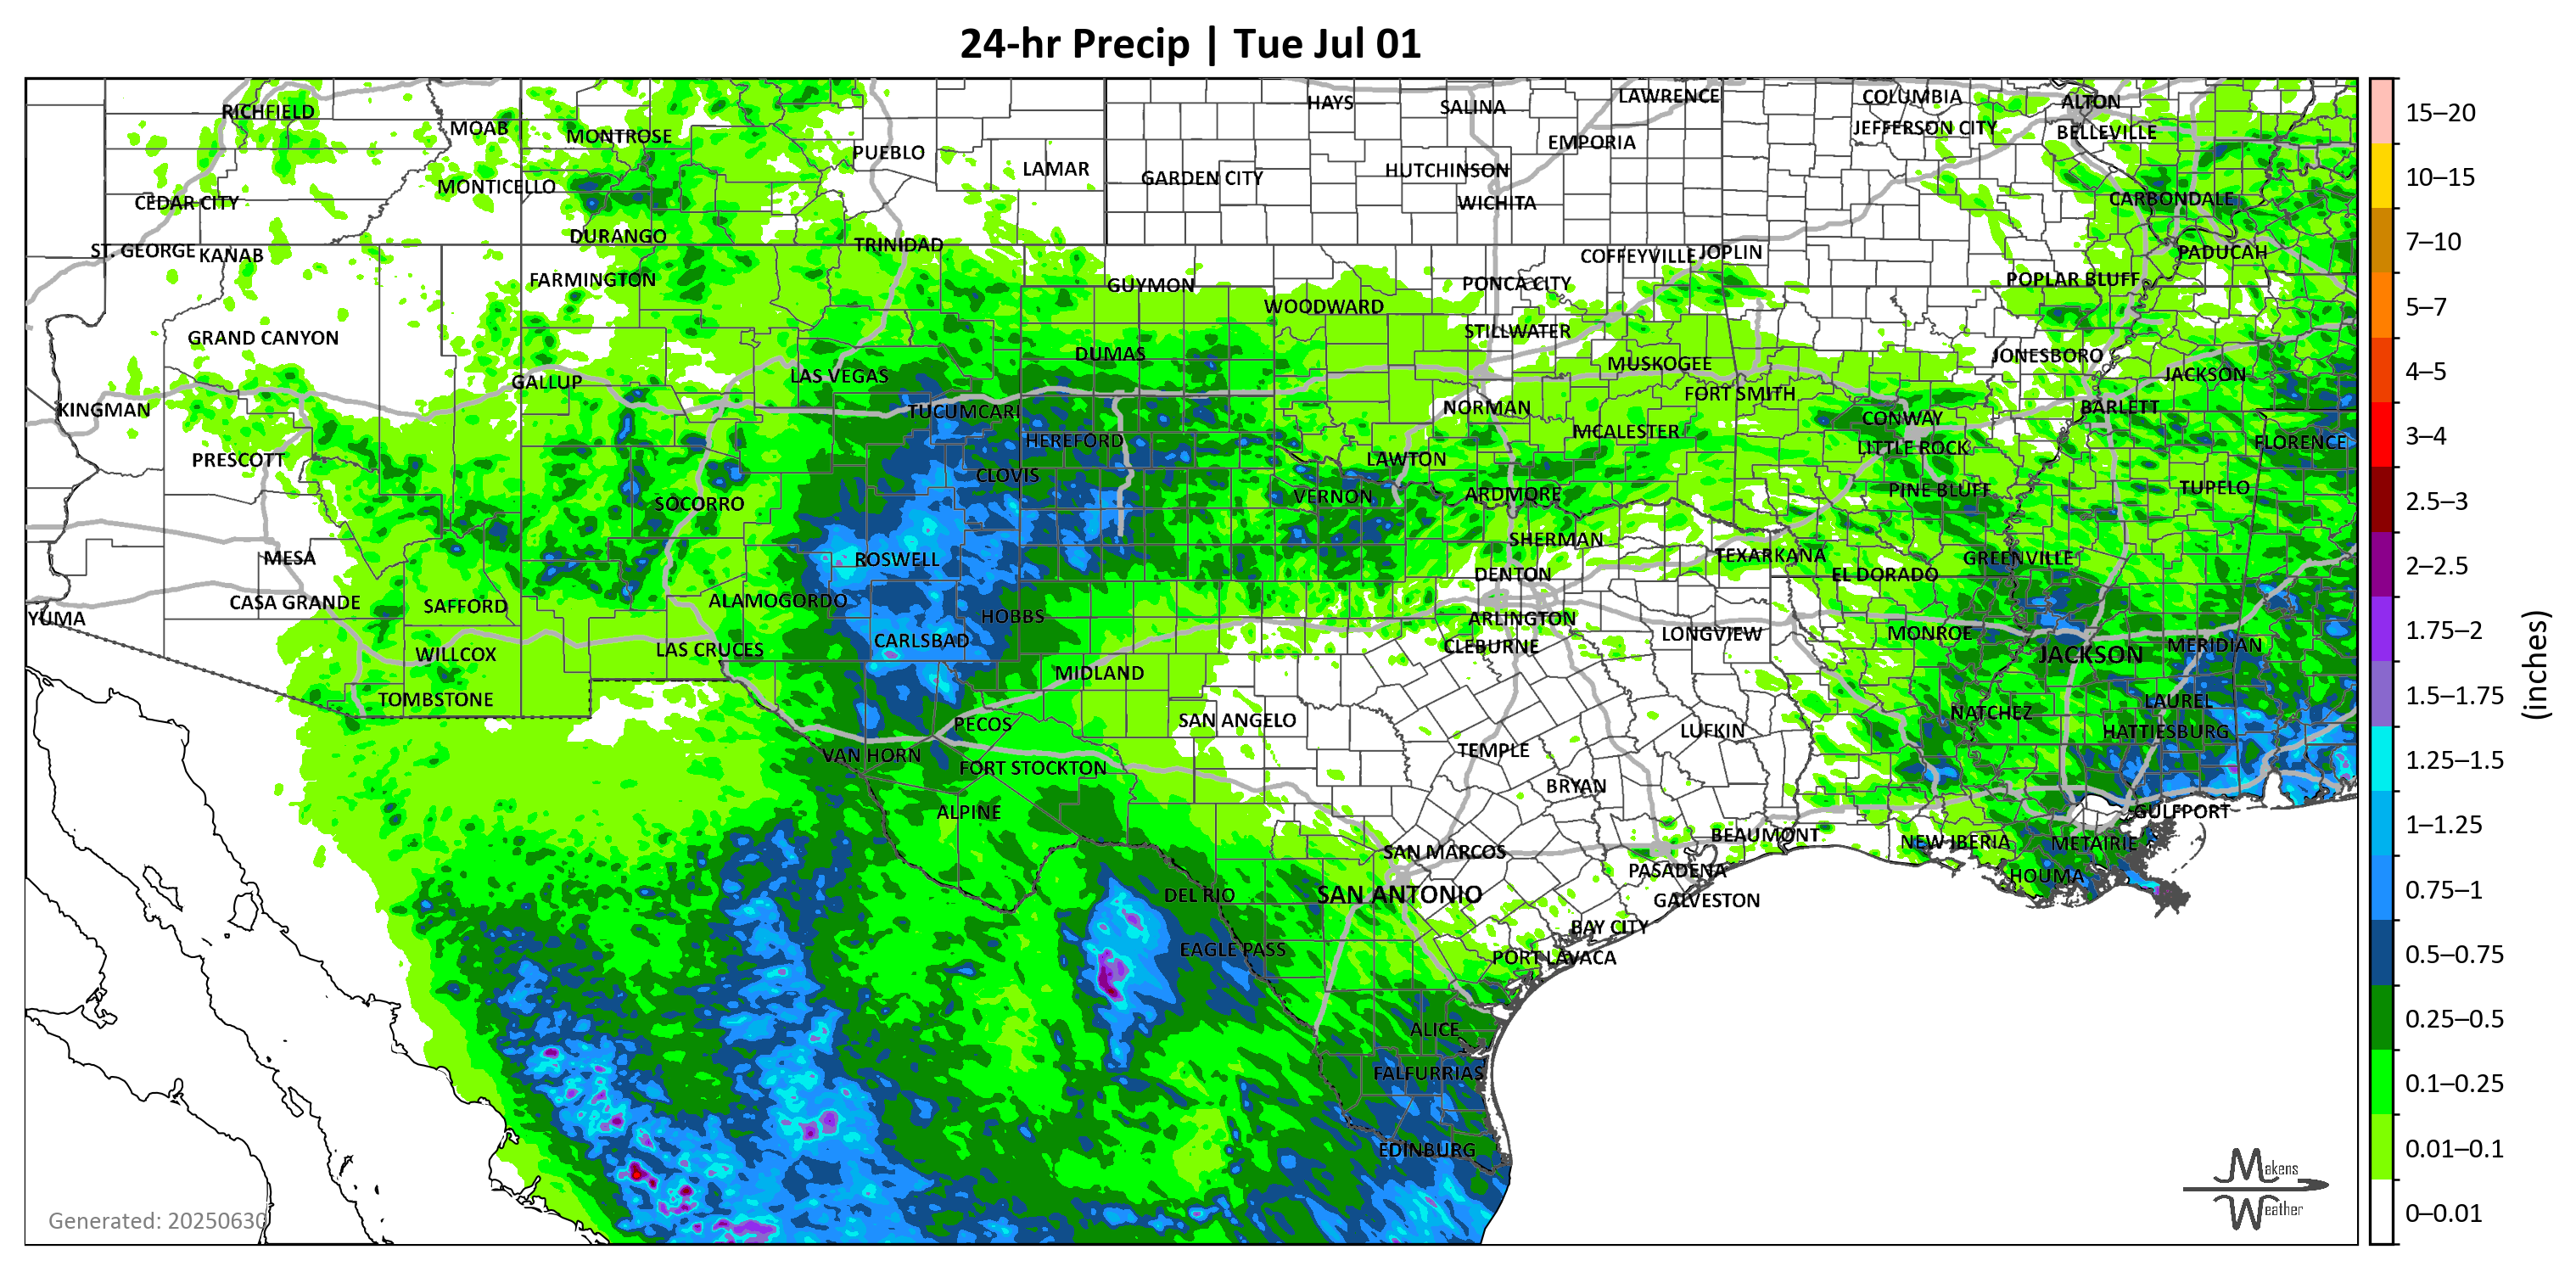 24-hr Precip | Tue Jul 01
RICHFIELD
MOAB
MONTROSE
PUEBLO
LAMAR
HAYS
SALINA
LAWRENCE
COLUMBIA
ALTON
JEFFERSON CITY
BELLEVILLE
EMPORIA
GARDEN CITY
HUTCHINSON
WICHITA
MONTICELLO
CEDAR CITY
CARBONDALE
DURANGO
TRINIDAD
ST. GEORGE
KANAB
COFFEYVILLE
JOPLIN
PADUCAH
FARMINGTON
GUYMON
PONCA CITY
POPLAR BLUFF
WOODWARD
GRAND CANYON
STILLWATER
DUMAS
MUSKOGEE
JONESBORO
GALLUP
LAS VEGAS
JACKSON
FORT SMITH
KINGMAN
TUCUMCARI
NORMAN
BARLETT
CONWAY
HEREFORD
MCALESTER
LITTLE ROCK
FLORENCE
PRESCOTT
CLOVIS
LAWTON
SOCORRO
VERNON
ARDMORE
PINE BLUFF
TUPELO
MESA
ROSWELL
SHERMAN
TEXARKANA
GREENVILLE
DENTON
EL DORADO
CASA GRANDE
SAFFORD
ALAMOGORDO
HOBBS
YUMA
ARLINGTON
LONGVIEW
MONROE
CARLSBAD
CLEBURNE
WILLCOX
LAS CRUCES
JACKSON
MERIDIAN
MIDLAND
TOMBSTONE
LAUREL
PECOS
SAN ANGELO
NATCHEZ
LUFKIN
HATTIESBURG
VAN HORN
TEMPLE
FORT STOCKTON
BRYAN
ALPINE
GULFPORT
BEAUMONT
SAN MARCOS
NEW IBERIA
METAIRIE
PASADENA
HOUMA
DEL RIO
SAN ANTONIO
GALVESTON
BAY CITY
EAGLE PASS
PORT LAVACA
ALICE
FALFURRIAS
EDINBURG
Generated: 20250630
Makens
Weather
15–20
10–15
7–10
5–7
4–5
3–4
2.5–3
2–2.5
1.75–2
1.5–1.75
1.25–1.5
1–1.25
0.75–1
0.5–0.75
0.25–0.5
0.1–0.25
0.01–0.1
0–0.01
(inches)